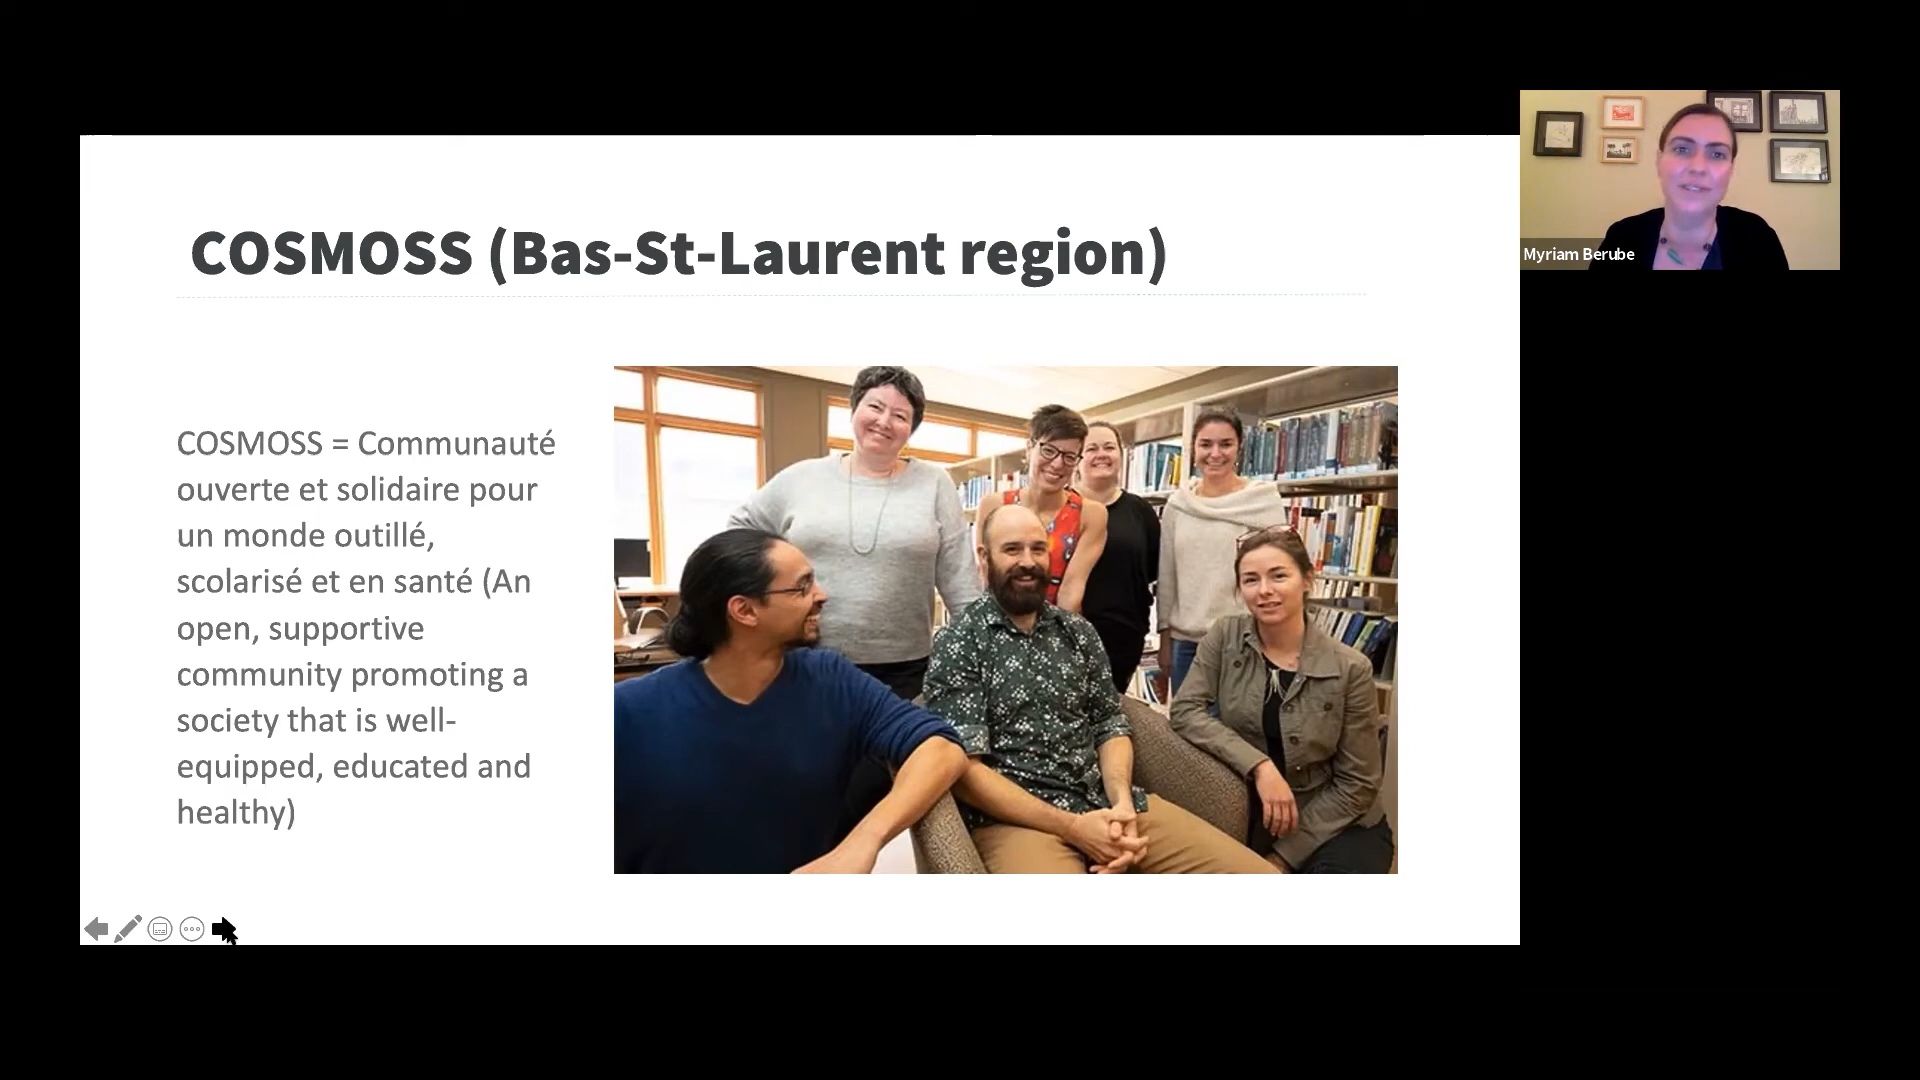 COSMOSS (Bas-St-Laurent region)
COSMOSS = Communauté
ouverte et solidaire pour
un monde outillé,
scolarisé et en santé (An
open, supportive
community promoting a
society that is well-
equipped, educated and
healthy)
Myriam Berube